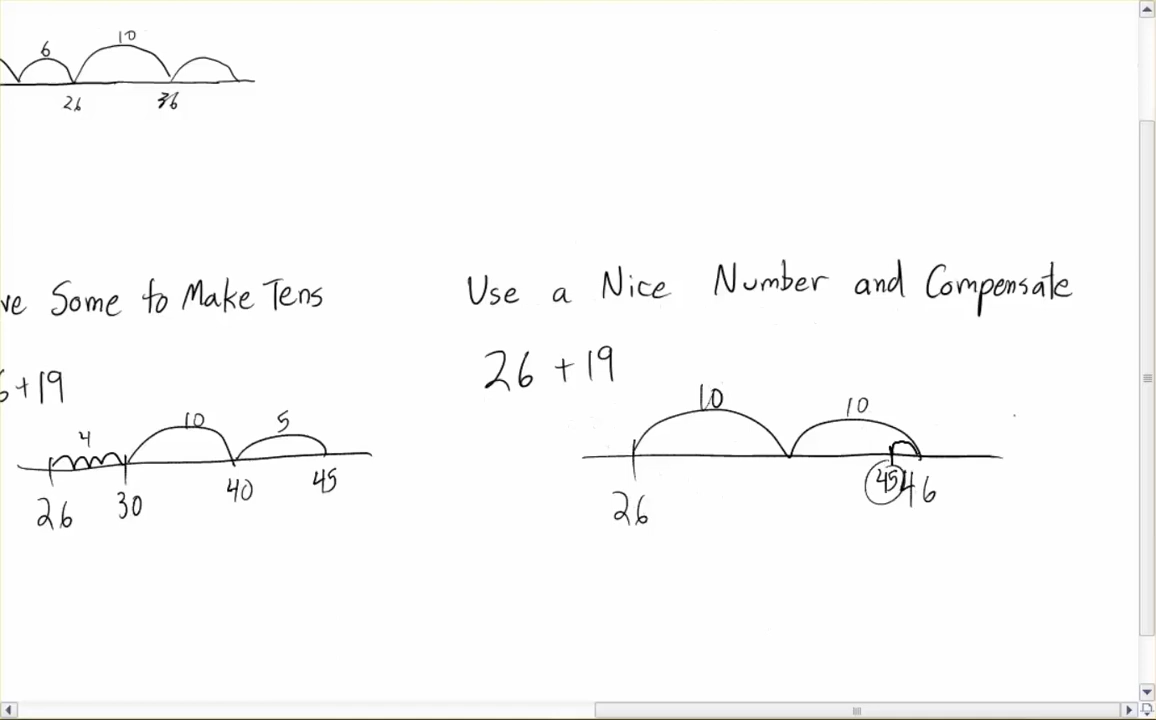 6 10
26 36
ve Some to Make Tens
6+19
4 10 5
26 30 40 45
Use a Nice Number and Compensate
26 + 19
10 10
26 45 46